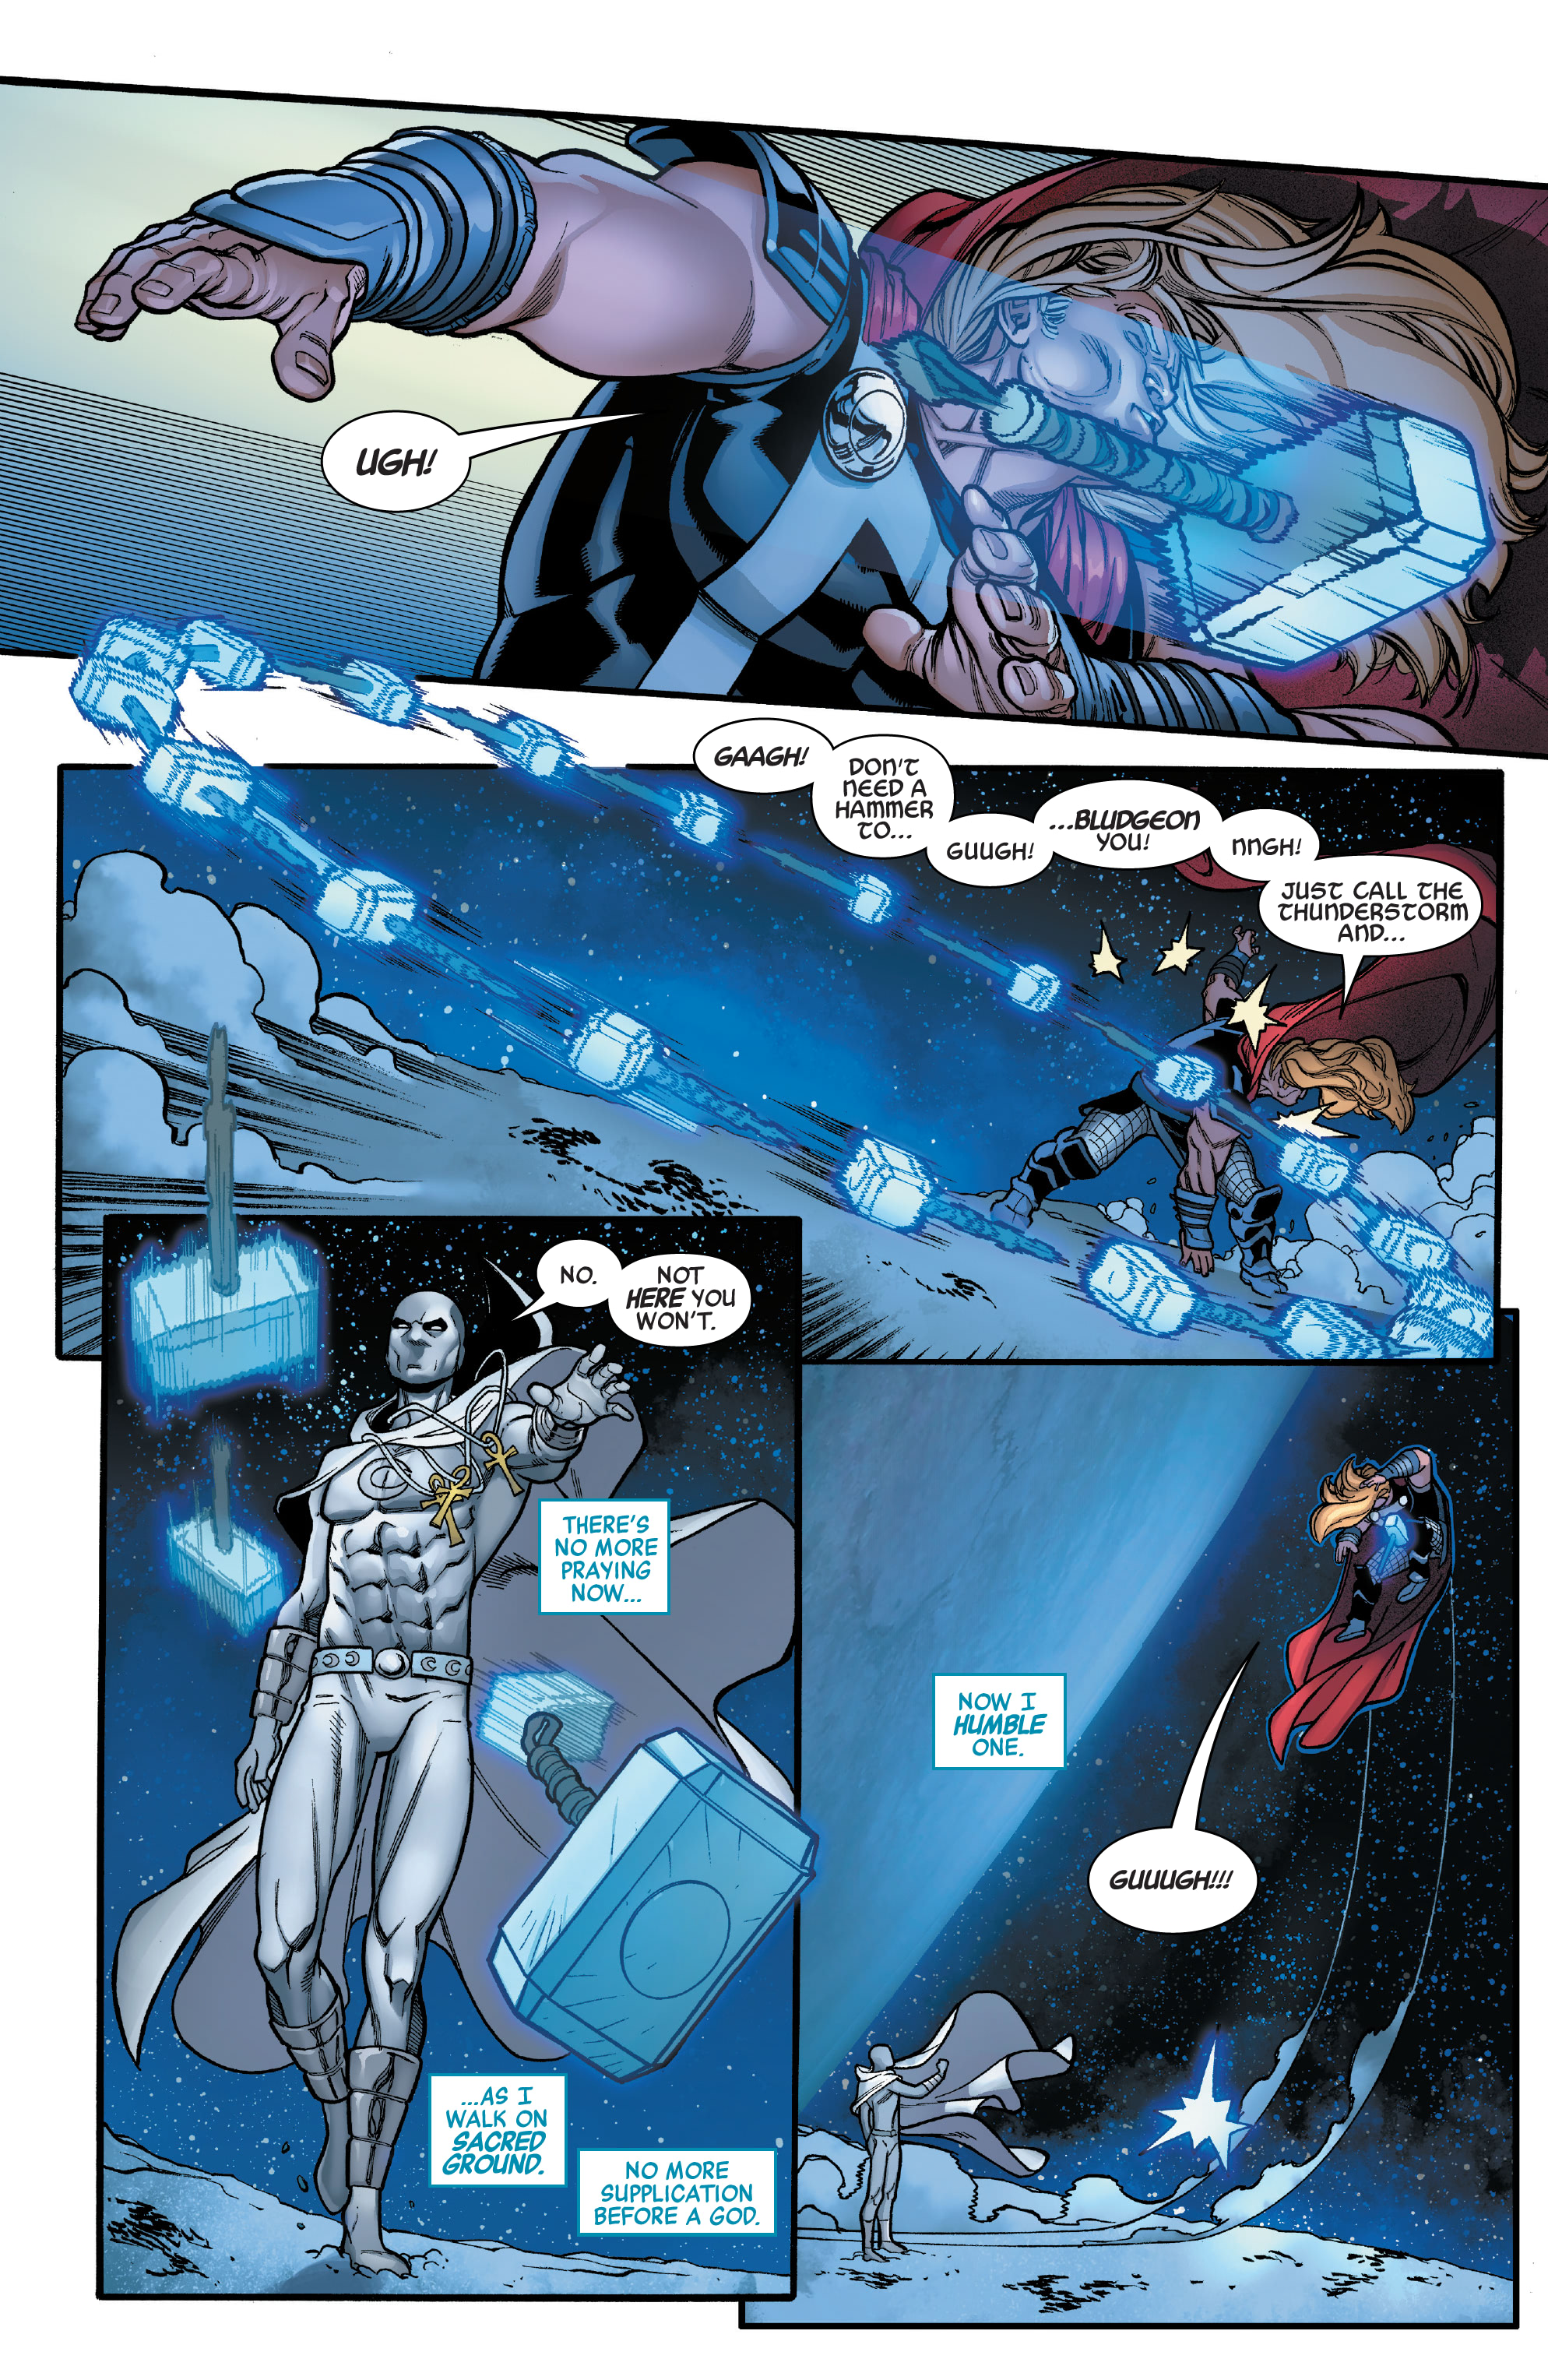 UGH!
GAAGH!
DON'T
NEED A
HAMMER
TO...
GUUGH!
...BLUDGEON
YOU!
NNGH!
JUST CALL THE
THUNDERSTORM
AND...
NO.
NOT
HERE YOU
WON'T.
THERE'S
NO MORE
PRAYING
NOW...
...AS I
WALK ON
SACRED
GROUND.
NO MORE
SUPPLICATION
BEFORE A GOD.
NOW I
HUMBLE
ONE.
GUUUGH!!!